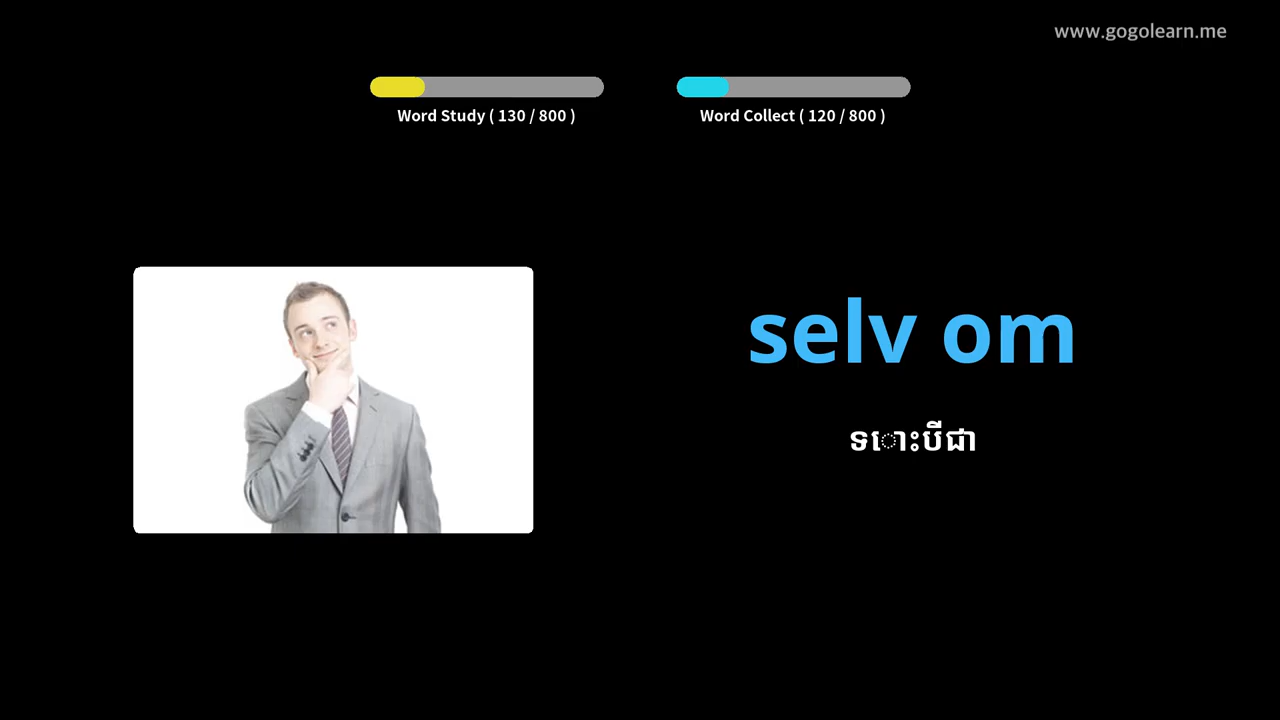 www.gogolearn.me
Word Study ( 130 / 800 )
Word Collect ( 120 / 800 )
selv om
ទោះបីជា